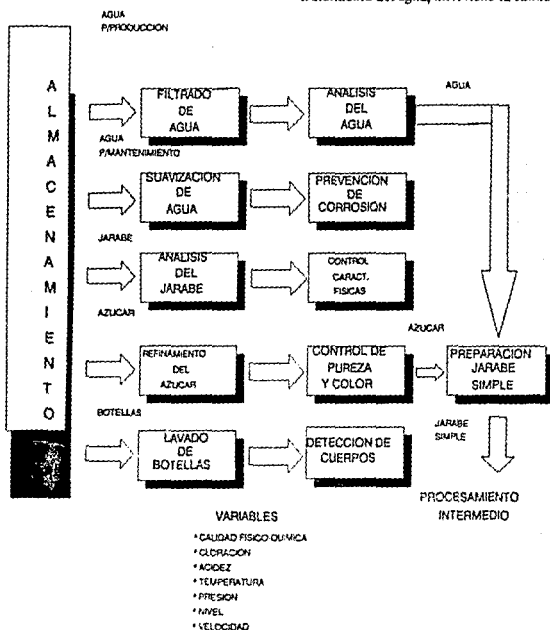 AGUA
P/PRODUCCION
ALMACENAMIENTO
FILTRADO
DE
AGUA
ANALISIS
DEL
AGUA
AGUA
AGUA
P/MANTENIMIENTO
SUAVIZACION
DE
AGUA
PREVENCION
DE
CORROSION
JARABE
ANALISIS
DEL
JARABE
CONTROL
CARACT.
FISICAS
AZUCAR
REFINAMIENTO
DEL
AZUCAR
CONTROL DE
PUREZA
Y COLOR
AZUCAR
PREPARACION
JARABE
SIMPLE
BOTELLAS
LAVADO
DE
BOTELLAS
DETECCION DE
CUERPOS
JARABE
SIMPLE
PROCESAMIENTO
INTERMEDIO
VARIABLES
* CALIDAD FISICO-QUIMICA
* CLORACION
* ACIDEZ
* TEMPERATURA
* PRESION
* NIVEL
* VELOCIDAD